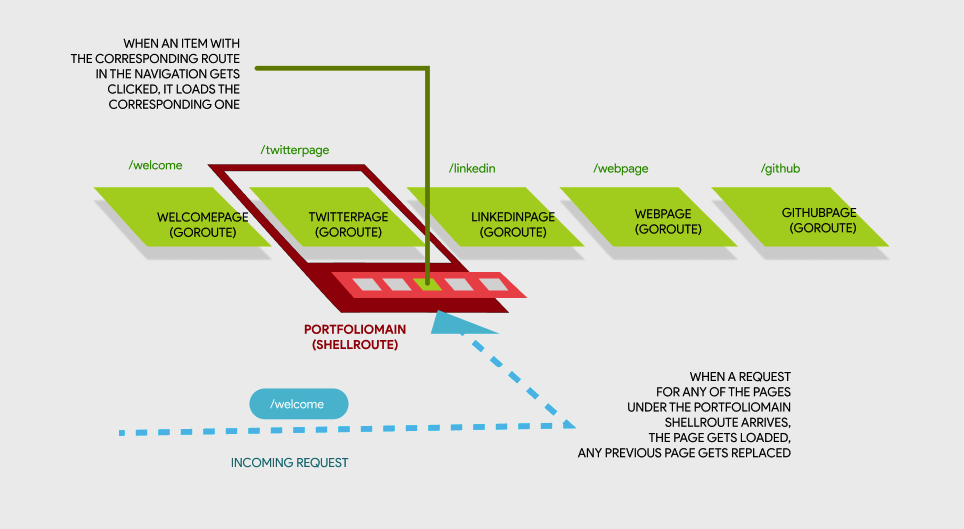 WHEN AN ITEM WITH
THE CORRESPONDING ROUTE
IN THE NAVIGATION GETS
CLICKED, IT LOADS THE
CORRESPONDING ONE
/welcome
/twitterpage
/linkedin
/webpage
/github
WELCOMEPAGE
(GOROUTE)
TWITTERPAGE
(GOROUTE)
LINKEDINPAGE
(GOROUTE)
WEBPAGE
(GOROUTE)
GITHUBPAGE
(GOROUTE)
PORTFOLIOMAIN
(SHELLROUTE)
/welcome
INCOMING REQUEST
WHEN A REQUEST
FOR ANY OF THE PAGES
UNDER THE PORTFOLIOMAIN
SHELLROUTE ARRIVES,
THE PAGE GETS LOADED,
ANY PREVIOUS PAGE GETS REPLACED